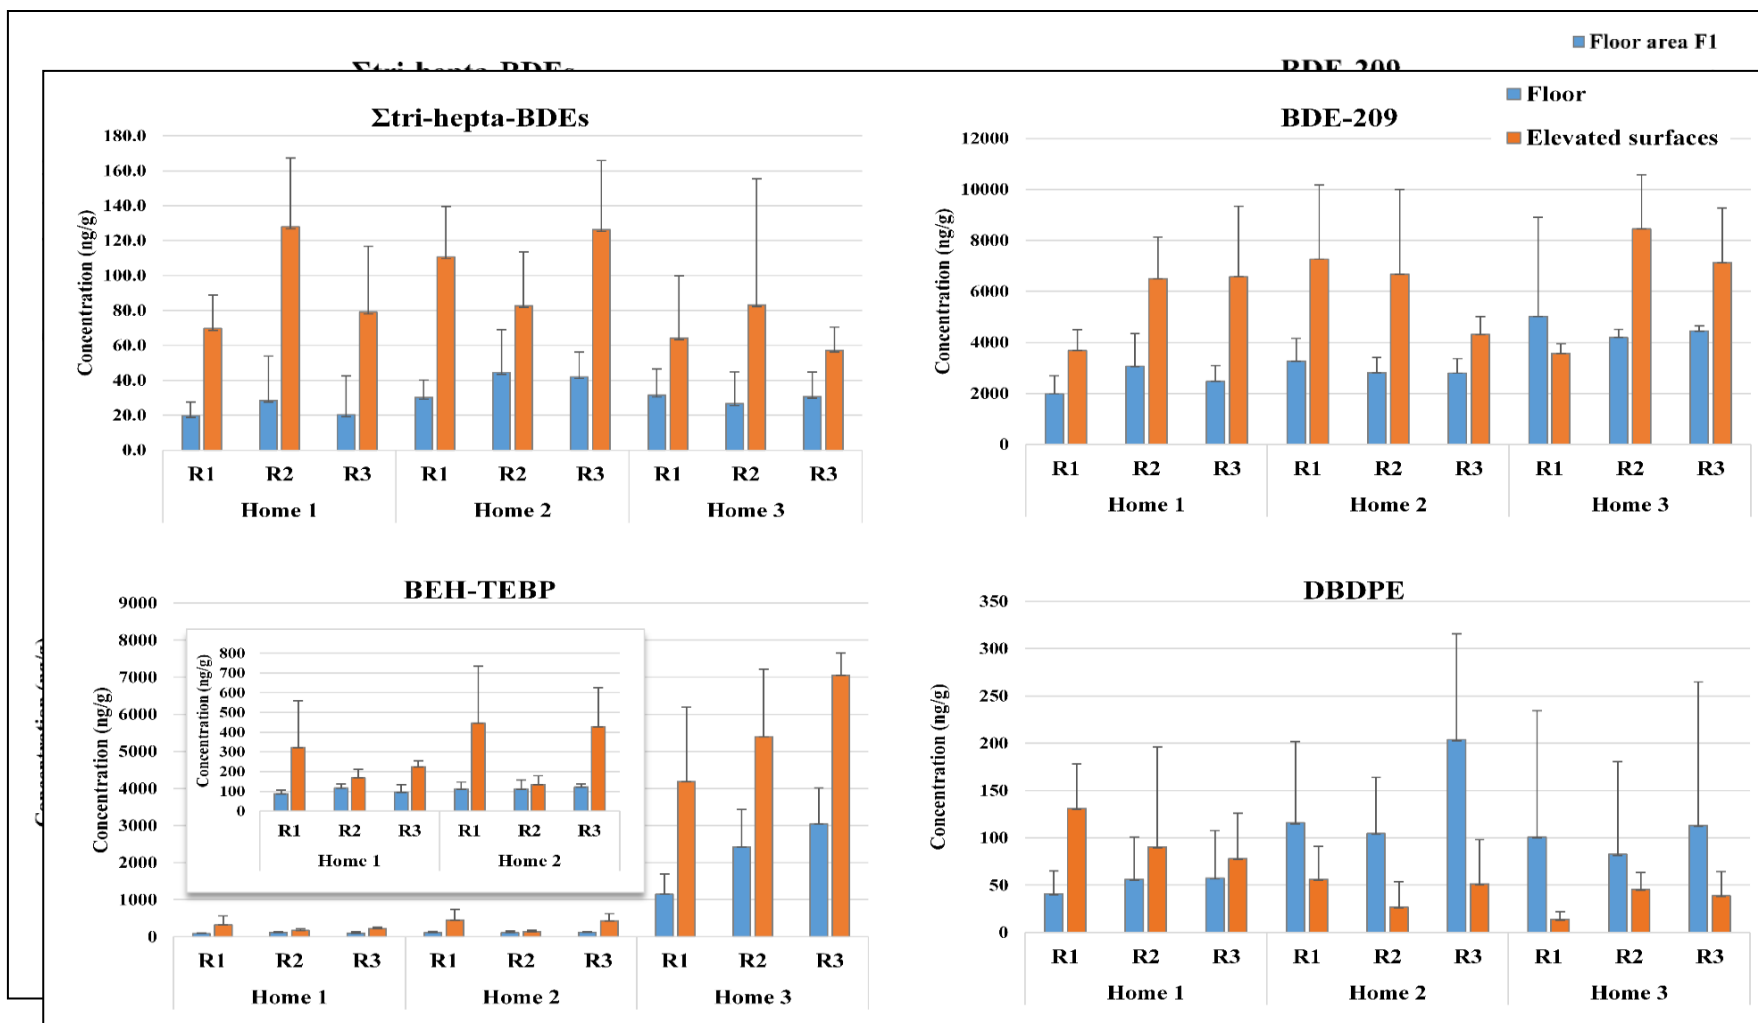 Floor area F1
Σtri-hepta-BDEs
BDE-209
Floor
Elevated surfaces
Σtri-hepta-BDEs
180.0
160.0
140.0
120.0
100.0
80.0
60.0
40.0
20.0
0.0
Concentration (ng/g)
R1 R2 R3 R1 R2 R3 R1 R2 R3
Home 1 Home 2 Home 3
BDE-209
12000
10000
8000
6000
4000
2000
0
Concentration (ng/g)
R1 R2 R3 R1 R2 R3 R1 R2 R3
Home 1 Home 2 Home 3
BEH-TEBP
9000
8000
7000
6000
5000
4000
3000
2000
1000
0
Concentration (ng/g)
800
700
600
500
400
300
200
100
0
Concentration (ng/g)
R1 R2 R3 R1 R2 R3
Home 1 Home 2
R1 R2 R3 R1 R2 R3 R1 R2 R3
Home 1 Home 2 Home 3
DBDPE
350
300
250
200
150
100
50
0
Concentration (ng/g)
R1 R2 R3 R1 R2 R3 R1 R2 R3
Home 1 Home 2 Home 3